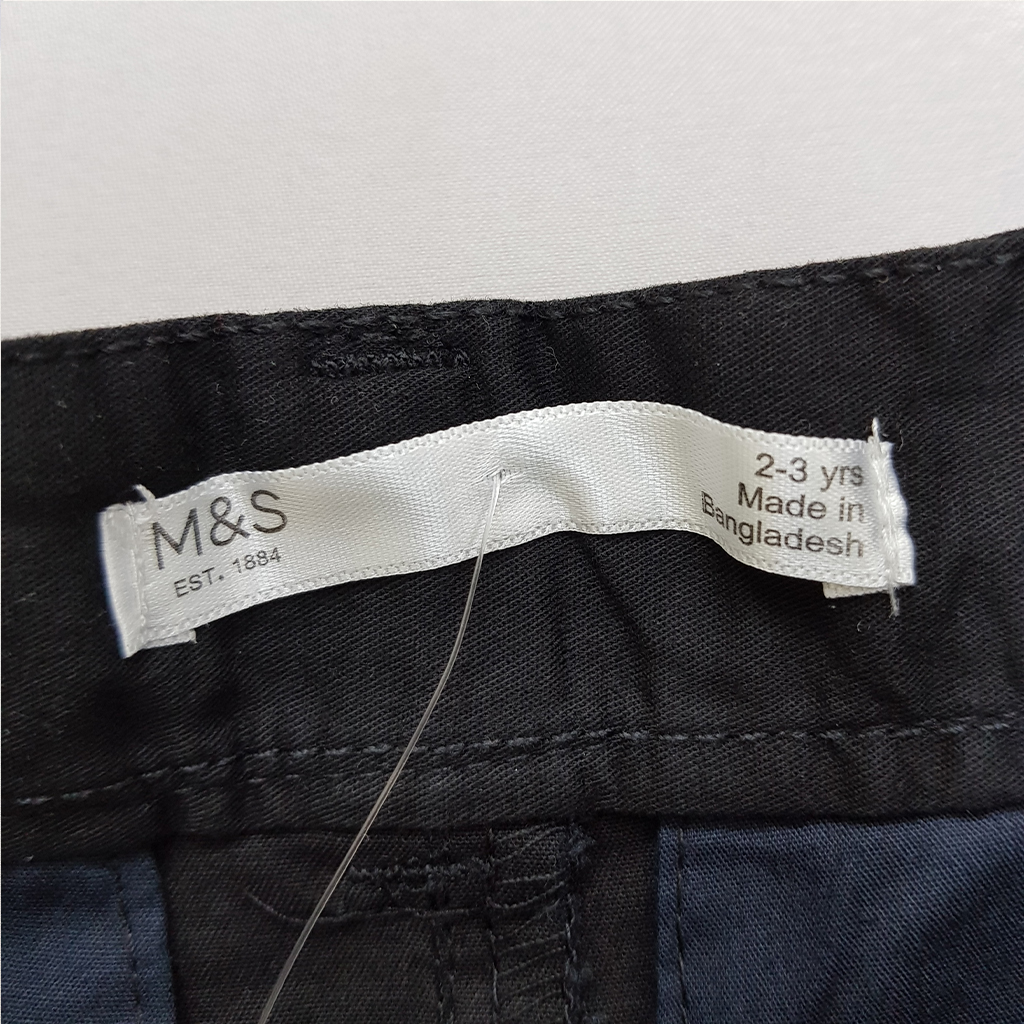 M&S
EST. 1884
2-3 yrs
Made in
Bangladesh